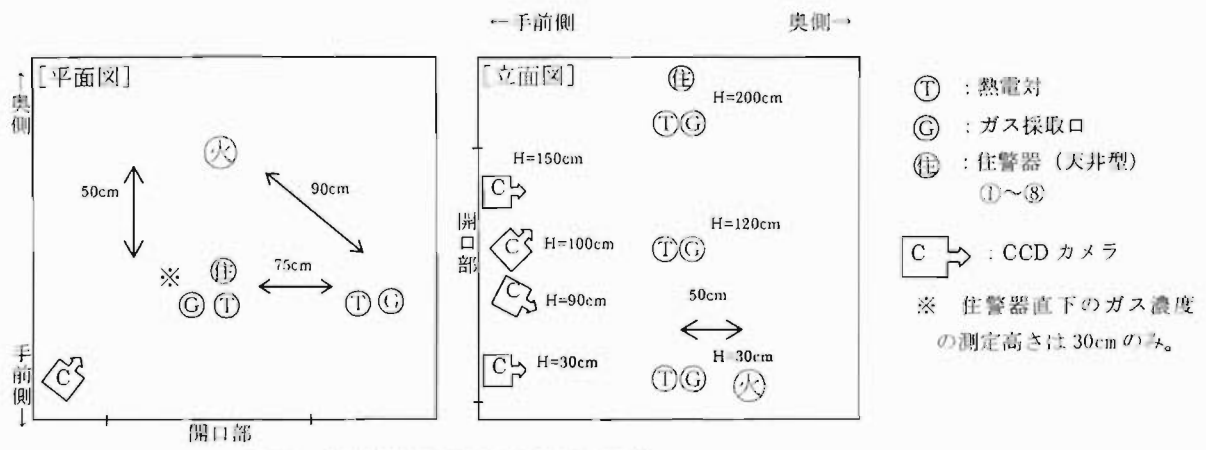 ←手前側 奥側→
[平面図]
↑奥側
火
50cm
90cm
住
※
75cm
G T
T G
C
手前側↓
開口部
[立面図]
住
H=200cm
T G
H=150cm
C
開口部
C
H=100cm
H=120cm
T G
C
H=90cm
50cm
C
H=30cm
H=30cm
T G
火
T :熱電対
G :ガス採取口
住 :住警器(天井型)
①~⑧
C :CCDカメラ
※ 住警器直下のガス濃度
の測定高さは30cmのみ。